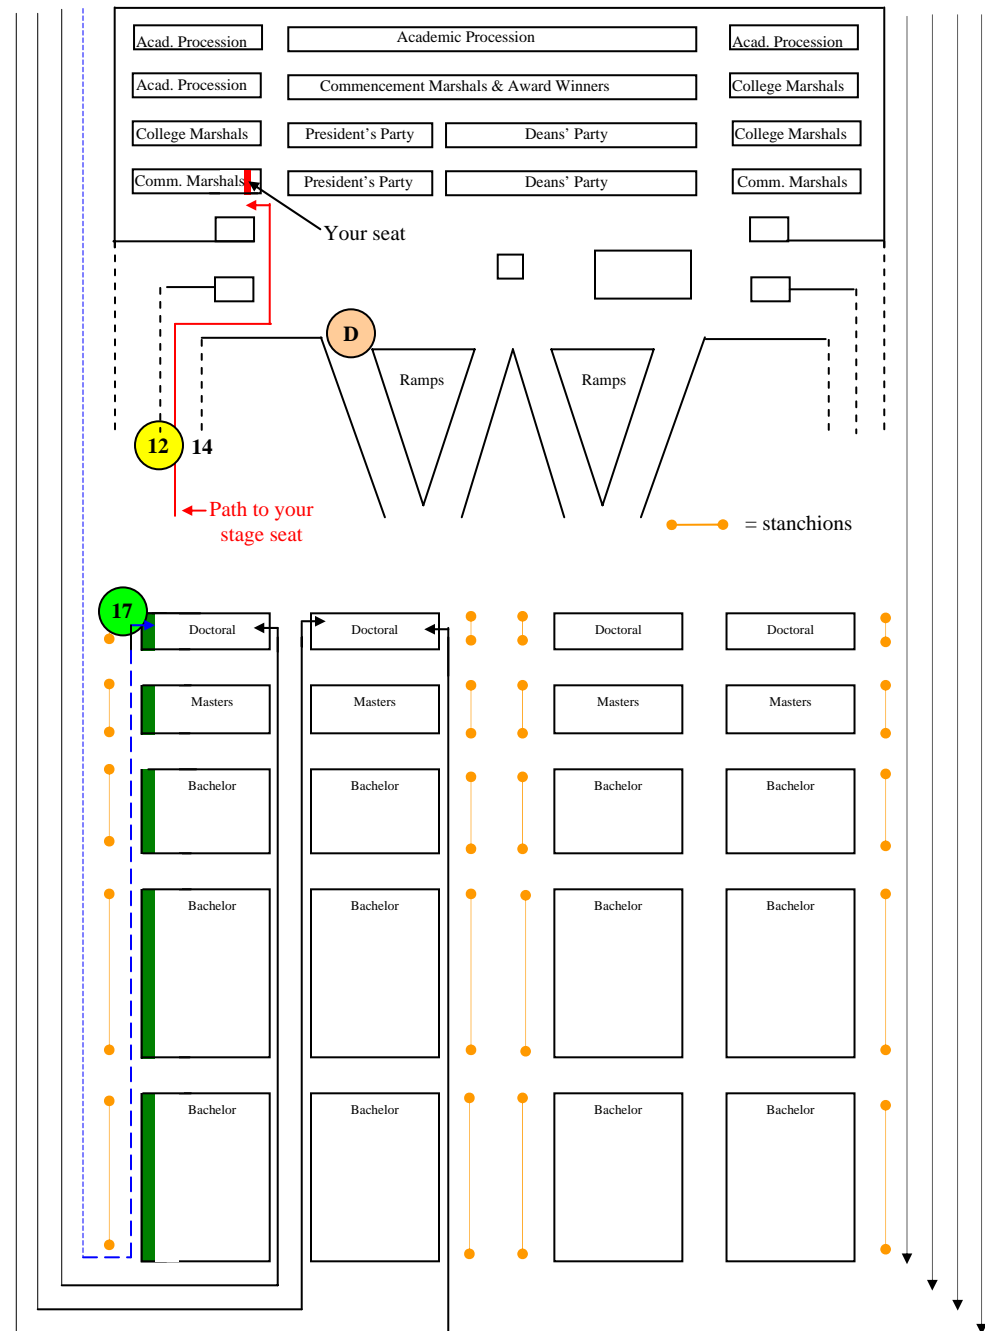 Acad. Procession
Academic Procession
Acad. Procession
Acad. Procession
Commencement Marshals & Award Winners
College Marshals
College Marshals
President's Party
Deans' Party
College Marshals
Comm. Marshals
President's Party
Deans' Party
Comm. Marshals
Your seat
D
Ramps
Ramps
12
14
Path to your
stage seat
= stanchions
17
Doctoral
Doctoral
Doctoral
Doctoral
Masters
Masters
Masters
Masters
Bachelor
Bachelor
Bachelor
Bachelor
Bachelor
Bachelor
Bachelor
Bachelor
Bachelor
Bachelor
Bachelor
Bachelor